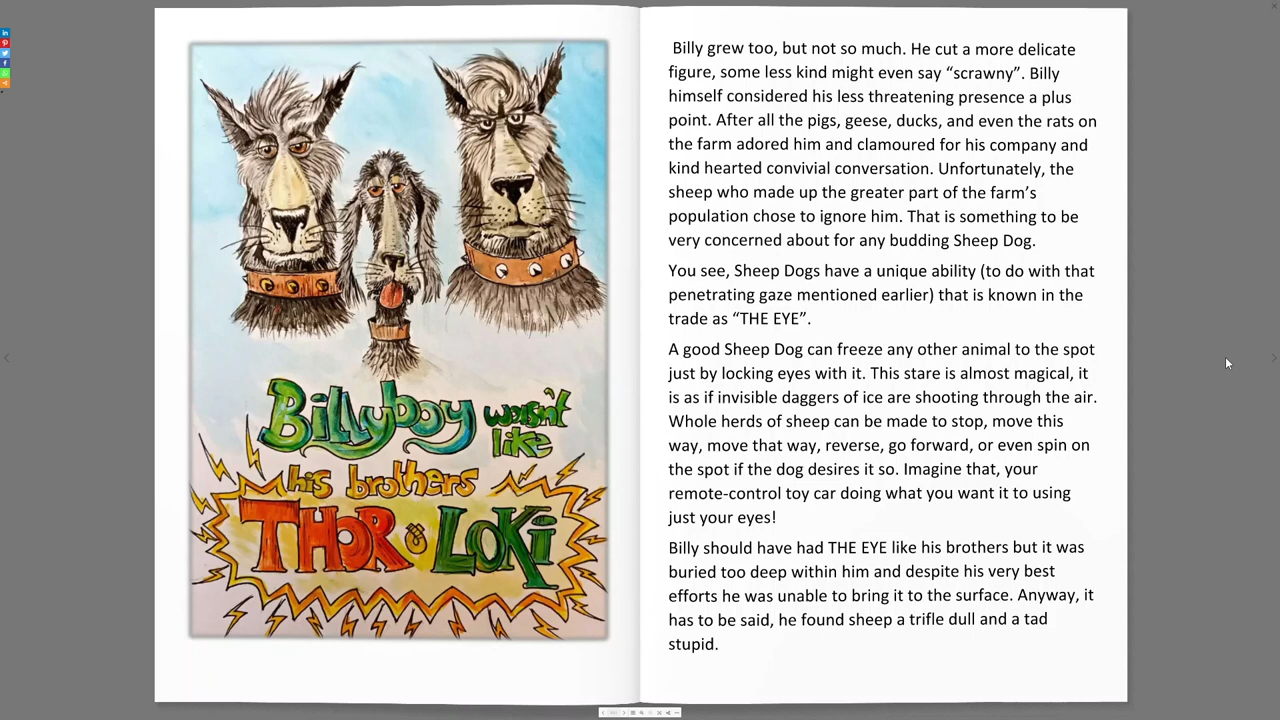 Billyboy wasn't
like
his brothers
THOR & LOKI
Billy grew too, but not so much. He cut a more delicate
figure, some less kind might even say “scrawny”. Billy
himself considered his less threatening presence a plus
point. After all the pigs, geese, ducks, and even the rats on
the farm adored him and clamoured for his company and
kind hearted convivial conversation. Unfortunately, the
sheep who made up the greater part of the farm’s
population chose to ignore him. That is something to be
very concerned about for any budding Sheep Dog.
You see, Sheep Dogs have a unique ability (to do with that
penetrating gaze mentioned earlier) that is known in the
trade as “THE EYE”.
A good Sheep Dog can freeze any other animal to the spot
just by locking eyes with it. This stare is almost magical, it
is as if invisible daggers of ice are shooting through the air.
Whole herds of sheep can be made to stop, move this
way, move that way, reverse, go forward, or even spin on
the spot if the dog desires it so. Imagine that, your
remote-control toy car doing what you want it to using
just your eyes!
Billy should have had THE EYE like his brothers but it was
buried too deep within him and despite his very best
efforts he was unable to bring it to the surface. Anyway, it
has to be said, he found sheep a trifle dull and a tad
stupid.